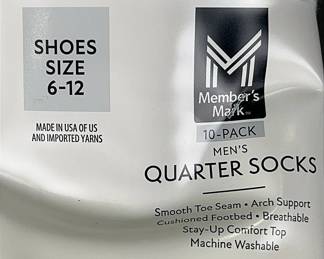 SHOES
SIZE
6-12
MADE IN USA OF US
AND IMPORTED YARNS
Member's
Mark
10-PACK
MEN'S
QUARTER SOCKS
Smooth Toe Seam • Arch Support
Cushioned Footbed • Breathable
Stay-Up Comfort Top
Machine Washable